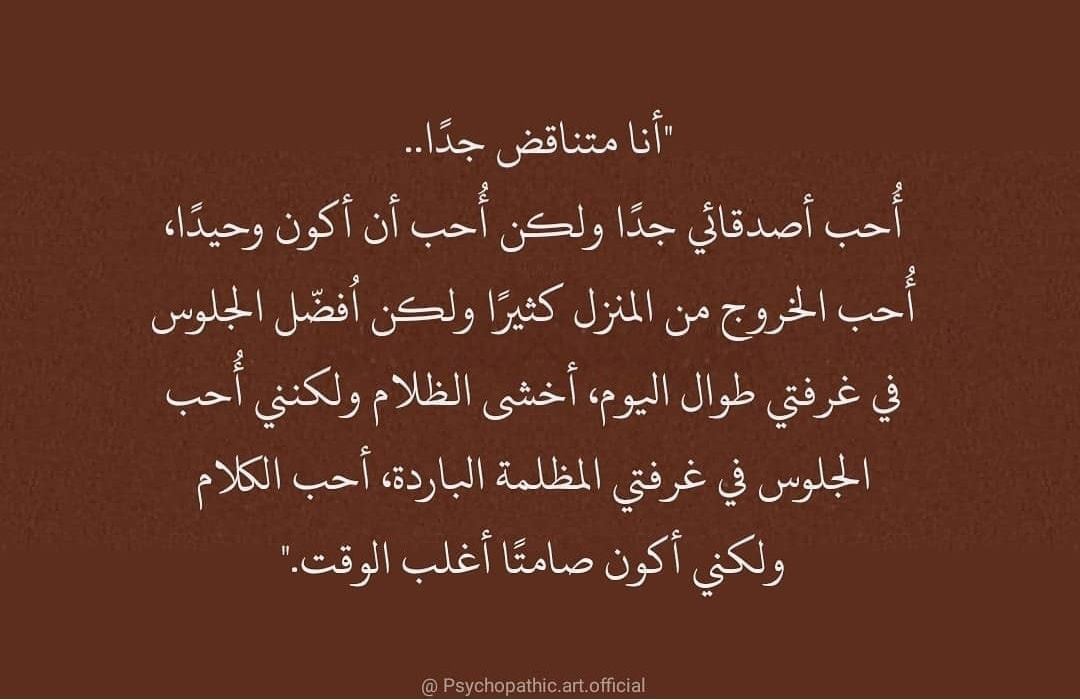 "أنا متناقض جدًا..
أُحب أصدقائي جدًا ولكن أُحب أن أكون وحيدًا،
أُحب الخروج من المنزل كثيرًا ولكن اُفضّل الجلوس
في غرفتي طوال اليوم، أخشى الظلام ولكنني أُحب
الجلوس في غرفتي المظلمة الباردة، أحب الكلام
ولكني أكون صامتًا أغلب الوقت."
@ Psychopathic.art.official